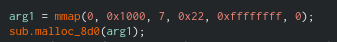 arg1 = mmap(0, 0x1000, 7, 0x22, 0xffffffff, 0);
sub.malloc_8d0(arg1);